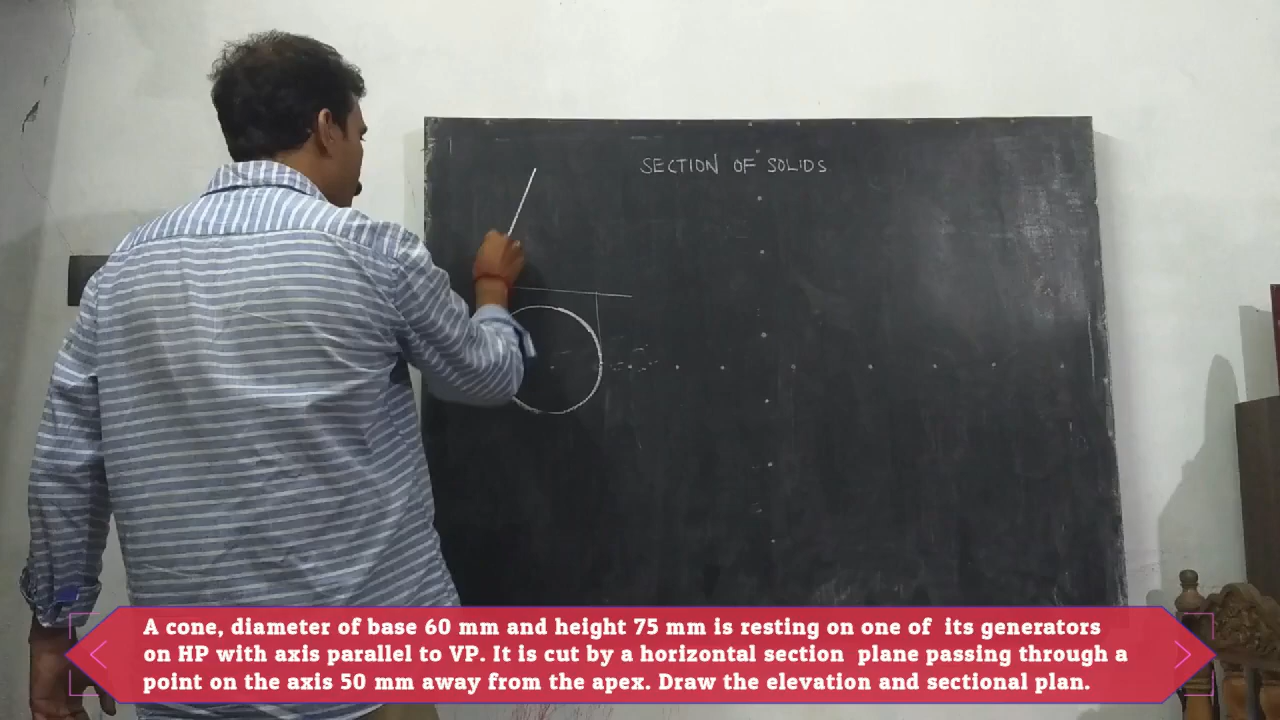 SECTION OF SOLIDS
A cone, diameter of base 60 mm and height 75 mm is resting on one of its generators
on HP with axis parallel to VP. It is cut by a horizontal section plane passing through a
point on the axis 50 mm away from the apex. Draw the elevation and sectional plan.